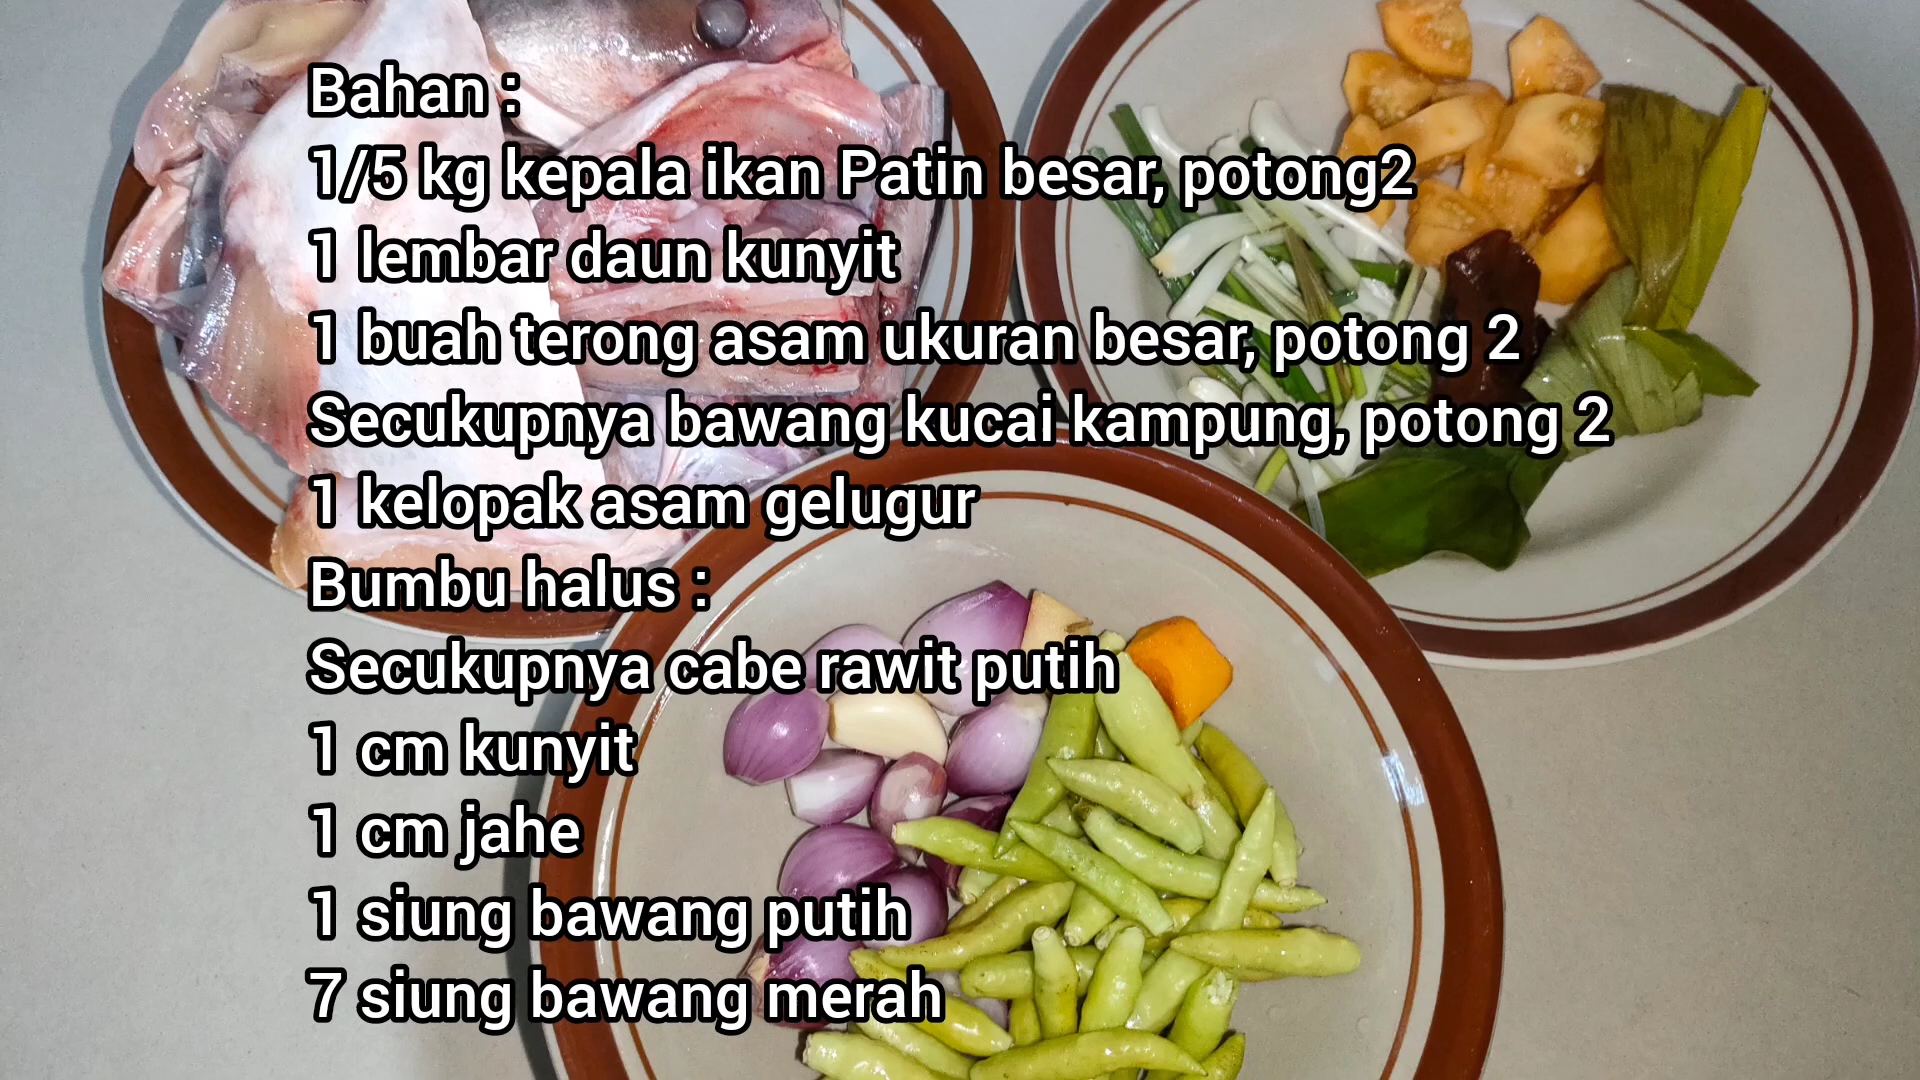 Bahan :
1/5 kg kepala ikan Patin besar, potong2
1 lembar daun kunyit
1 buah terong asam ukuran besar, potong 2
Secukupnya bawang kucai kampung, potong 2
1 kelopak asam gelugur
Bumbu halus :
Secukupnya cabe rawit putih
1 cm kunyit
1 cm jahe
1 siung bawang putih
7 siung bawang merah